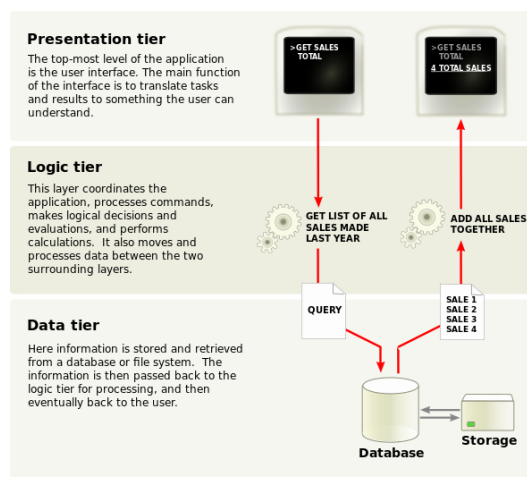 Presentation tier
The top-most level of the application
is the user interface. The main function
of the interface is to translate tasks
and results to something the user can
understand.
>GET SALES
TOTAL
>GET SALES
TOTAL
4 TOTAL SALES
Logic tier
This layer coordinates the
application, processes commands,
makes logical decisions and
evaluations, and performs
calculations. It also moves and
processes data between the two
surrounding layers.
GET LIST OF ALL
SALES MADE
LAST YEAR
ADD ALL SALES
TOGETHER
QUERY
SALE 1
SALE 2
SALE 3
SALE 4
Data tier
Here information is stored and retrieved
from a database or file system. The
information is then passed back to the
logic tier for processing, and then
eventually back to the user.
Database
Storage